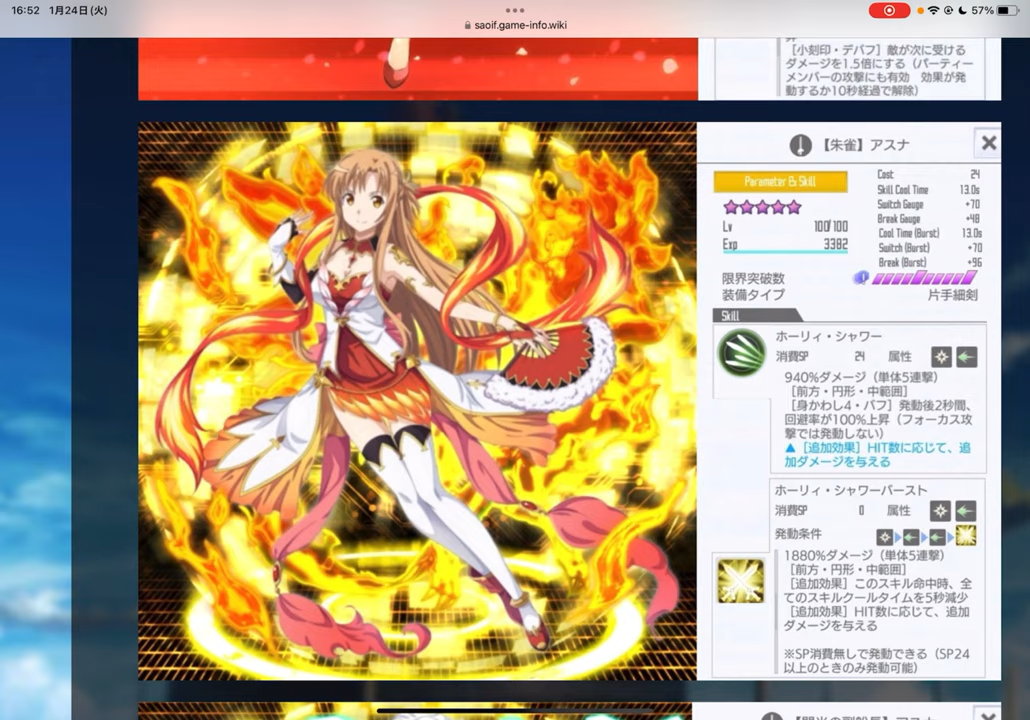 16:52 1月24日(火)
57%
saoif.game-info.wiki
[小刻印・デバフ] 敵が次に受ける
ダメージを1.5倍にする（パーティー
メンバーの攻撃にも有効 効果が発
動するか10秒経過で解除）
【朱雀】アスナ
Parameter & Skill
Lv 100/100
Exp 3382
Cost 24
Skill Cool Time 13.0s
Switch Gauge +70
Break Gauge +48
Cool Time (Burst) 13.0s
Switch (Burst) +70
Break (Burst) +96
限界突破数
装備タイプ 片手細剣
Skill
ホーリィ・シャワー
消費SP 24 属性
940%ダメージ（単体5連撃）
[前方・円形・中範囲]
[身かわし4・バフ] 発動後2秒間、
回避率が100%上昇（フォーカス攻
撃では発動しない）
▲ [追加効果] HIT数に応じて、追
加ダメージを与える
ホーリィ・シャワーバースト
消費SP 0 属性
発動条件
1880%ダメージ（単体5連撃）
[前方・円形・中範囲]
[追加効果] このスキル命中時、全
てのスキルクールタイムを5秒減少
[追加効果] HIT数に応じて、追加
ダメージを与える
※SP消費無しで発動できる（SP24
以上のときのみ発動可能）